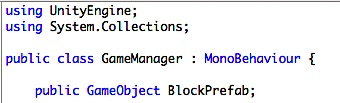 using UnityEngine;
using System.Collections;
public class GameManager : MonoBehaviour {
public GameObject BlockPrefab;